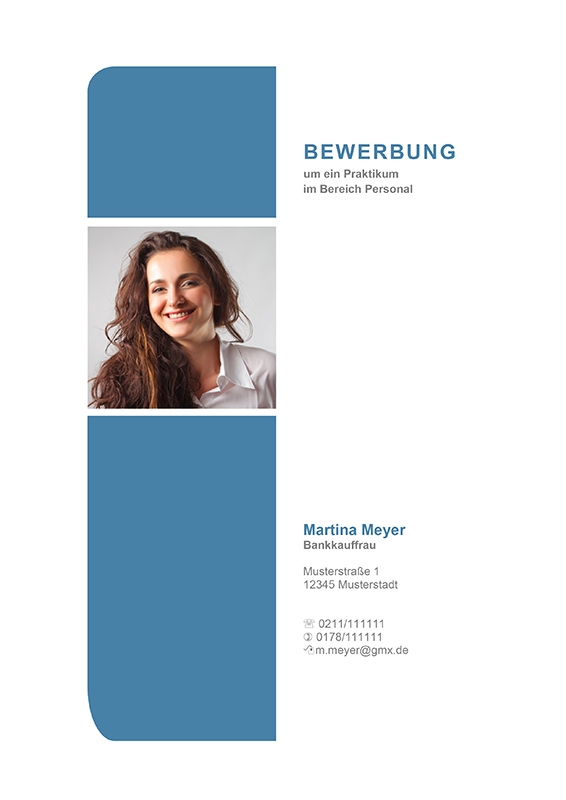 BEWERBUNG
um ein Praktikum
im Bereich Personal
Martina Meyer
Bankkauffrau
Musterstraße 1
12345 Musterstadt
☏ 0211/111111
✆ 0178/111111
m.meyer@gmx.de